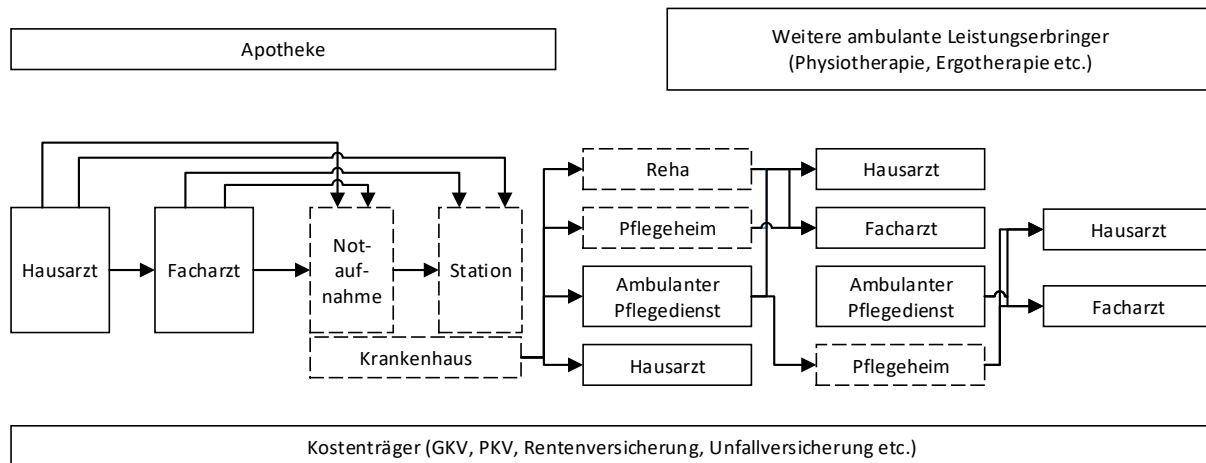 Apotheke
Weitere ambulante Leistungserbringer
(Physiotherapie, Ergotherapie etc.)
Hausarzt
Facharzt
Not-
auf-
nahme
Station
Krankenhaus
Reha
Pflegeheim
Ambulanter
Pflegedienst
Hausarzt
Hausarzt
Facharzt
Ambulanter
Pflegedienst
Pflegeheim
Hausarzt
Facharzt
Kostenträger (GKV, PKV, Rentenversicherung, Unfallversicherung etc.)